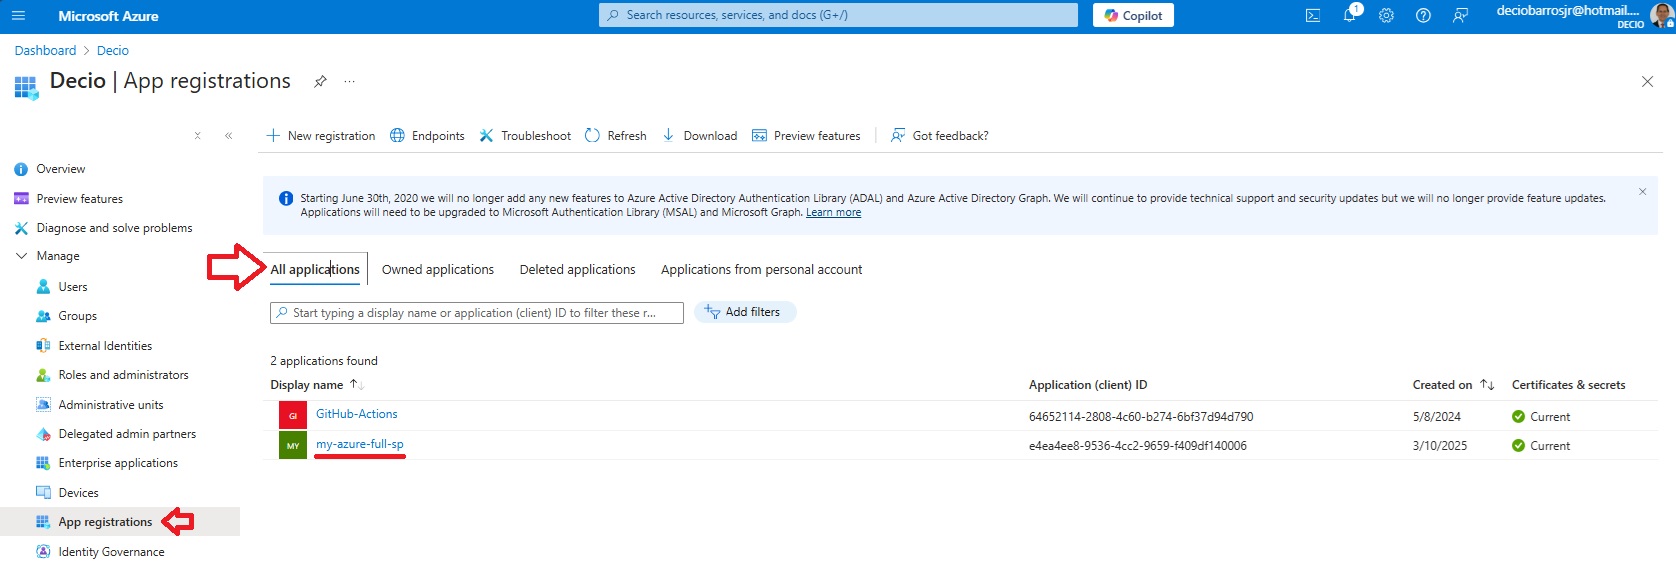 Microsoft Azure
Search resources, services, and docs (G+/)
Copilot
1
deciobarrosjr@hotmail....
DECIO
Dashboard > Decio
Decio | App registrations
...
New registration
Endpoints
Troubleshoot
Refresh
Download
Preview features
Got feedback?
Overview
Preview features
Diagnose and solve problems
Manage
Users
Groups
External Identities
Roles and administrators
Administrative units
Delegated admin partners
Enterprise applications
Devices
App registrations
Identity Governance
Starting June 30th, 2020 we will no longer add any new features to Azure Active Directory Authentication Library (ADAL) and Azure Active Directory Graph. We will continue to provide technical support and security updates but we will no longer provide feature updates.
Applications will need to be upgraded to Microsoft Authentication Library (MSAL) and Microsoft Graph. Learn more
All applications
Owned applications
Deleted applications
Applications from personal account
Start typing a display name or application (client) ID to filter these r...
Add filters
2 applications found
Display name
Application (client) ID
Created on
Certificates & secrets
GI
GitHub-Actions
64652114-2808-4c60-b274-6bf37d94d790
5/8/2024
Current
MY
my-azure-full-sp
e4ea4ee8-9536-4cc2-9659-f409df140006
3/10/2025
Current